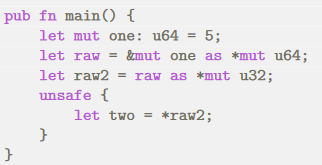 pub fn main() {
    let mut one: u64 = 5;
    let raw = &mut one as *mut u64;
    let raw2 = raw as *mut u32;
    unsafe {
        let two = *raw2;
    }
}